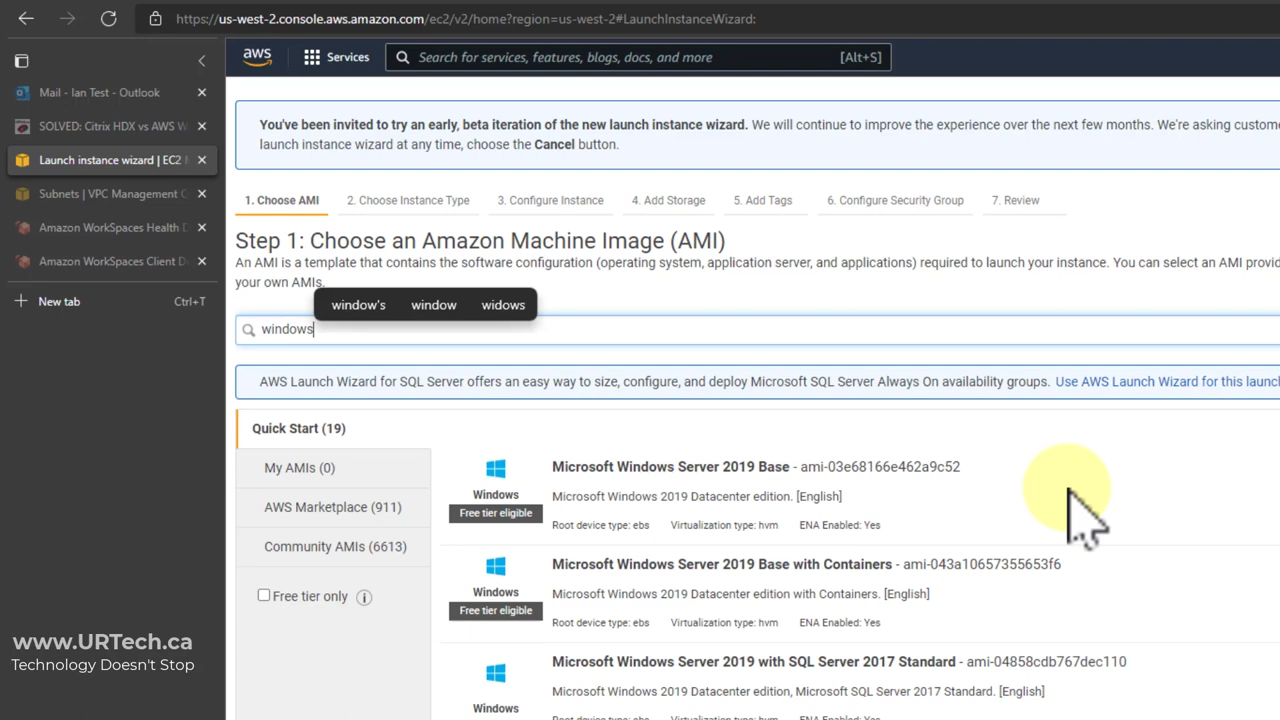 https://us-west-2.console.aws.amazon.com/ec2/v2/home?region=us-west-2#LaunchInstanceWizard:
aws
Services
Search for services, features, blogs, docs, and more
[Alt+S]
Mail - Ian Test - Outlook
SOLVED: Citrix HDX vs AWS W
Launch instance wizard | EC2
Subnets | VPC Management
Amazon WorkSpaces Health
Amazon WorkSpaces Client D
New tab
Ctrl+T
You've been invited to try an early, beta iteration of the new launch instance wizard. We will continue to improve the experience over the next few months. We're asking custome
launch instance wizard at any time, choose the Cancel button.
1. Choose AMI
2. Choose Instance Type
3. Configure Instance
4. Add Storage
5. Add Tags
6. Configure Security Group
7. Review
Step 1: Choose an Amazon Machine Image (AMI)
An AMI is a template that contains the software configuration (operating system, application server, and applications) required to launch your instance. You can select an AMI provid
your own AMIs.
window's
window
widows
windows
AWS Launch Wizard for SQL Server offers an easy way to size, configure, and deploy Microsoft SQL Server Always On availability groups. Use AWS Launch Wizard for this launch
Quick Start (19)
My AMIs (0)
AWS Marketplace (911)
Community AMIs (6613)
Free tier only
Windows
Free tier eligible
Microsoft Windows Server 2019 Base - ami-03e68166e462a9c52
Microsoft Windows 2019 Datacenter edition. [English]
Root device type: ebs
Virtualization type: hvm
ENA Enabled: Yes
Windows
Free tier eligible
Microsoft Windows Server 2019 Base with Containers - ami-043a10657355653f6
Microsoft Windows 2019 Datacenter edition with Containers. [English]
Root device type: ebs
Virtualization type: hvm
ENA Enabled: Yes
Windows
Microsoft Windows Server 2019 with SQL Server 2017 Standard - ami-04858cdb767dec110
Microsoft Windows 2019 Datacenter edition, Microsoft SQL Server 2017 Standard. [English]
www.URTech.ca
Technology Doesn't Stop